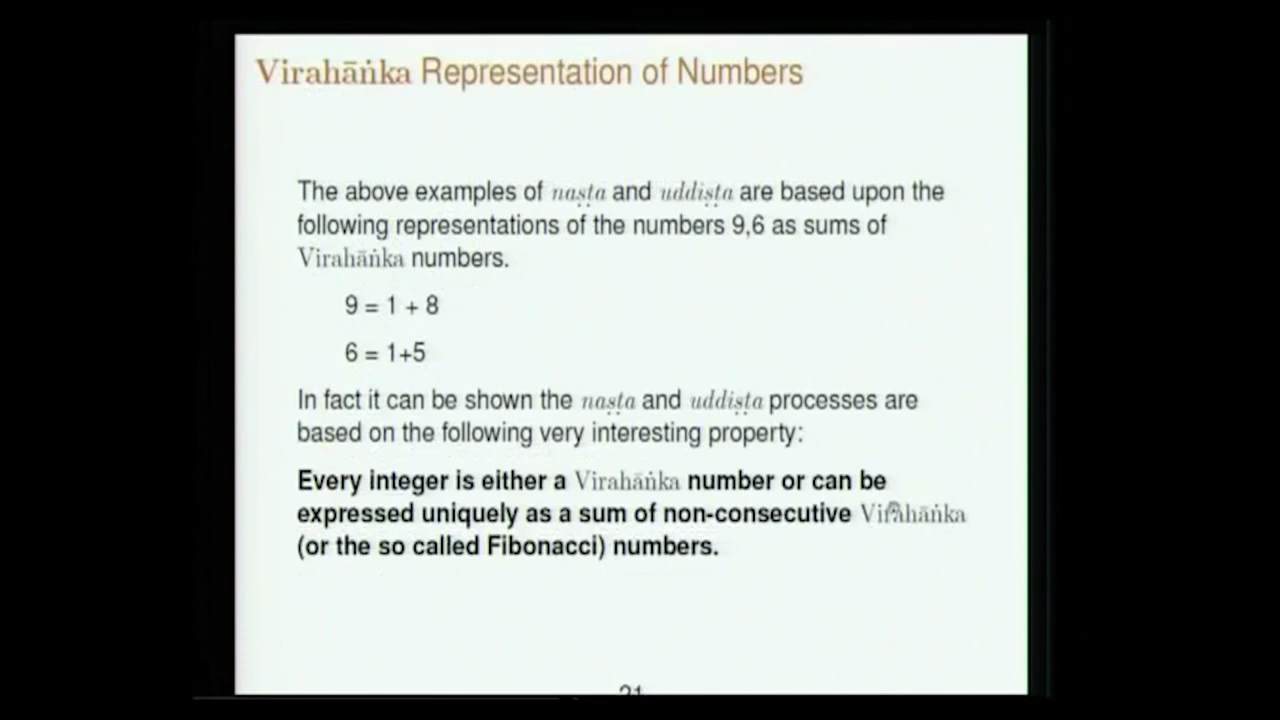 Virahāṅka Representation of Numbers
The above examples of naṣṭa and uddiṣṭa are based upon the
following representations of the numbers 9,6 as sums of
Virahāṅka numbers.
9 = 1 + 8
6 = 1+5
In fact it can be shown the naṣṭa and uddiṣṭa processes are
based on the following very interesting property:
Every integer is either a Virahāṅka number or can be
expressed uniquely as a sum of non-consecutive Virahāṅka
(or the so called Fibonacci) numbers.
21